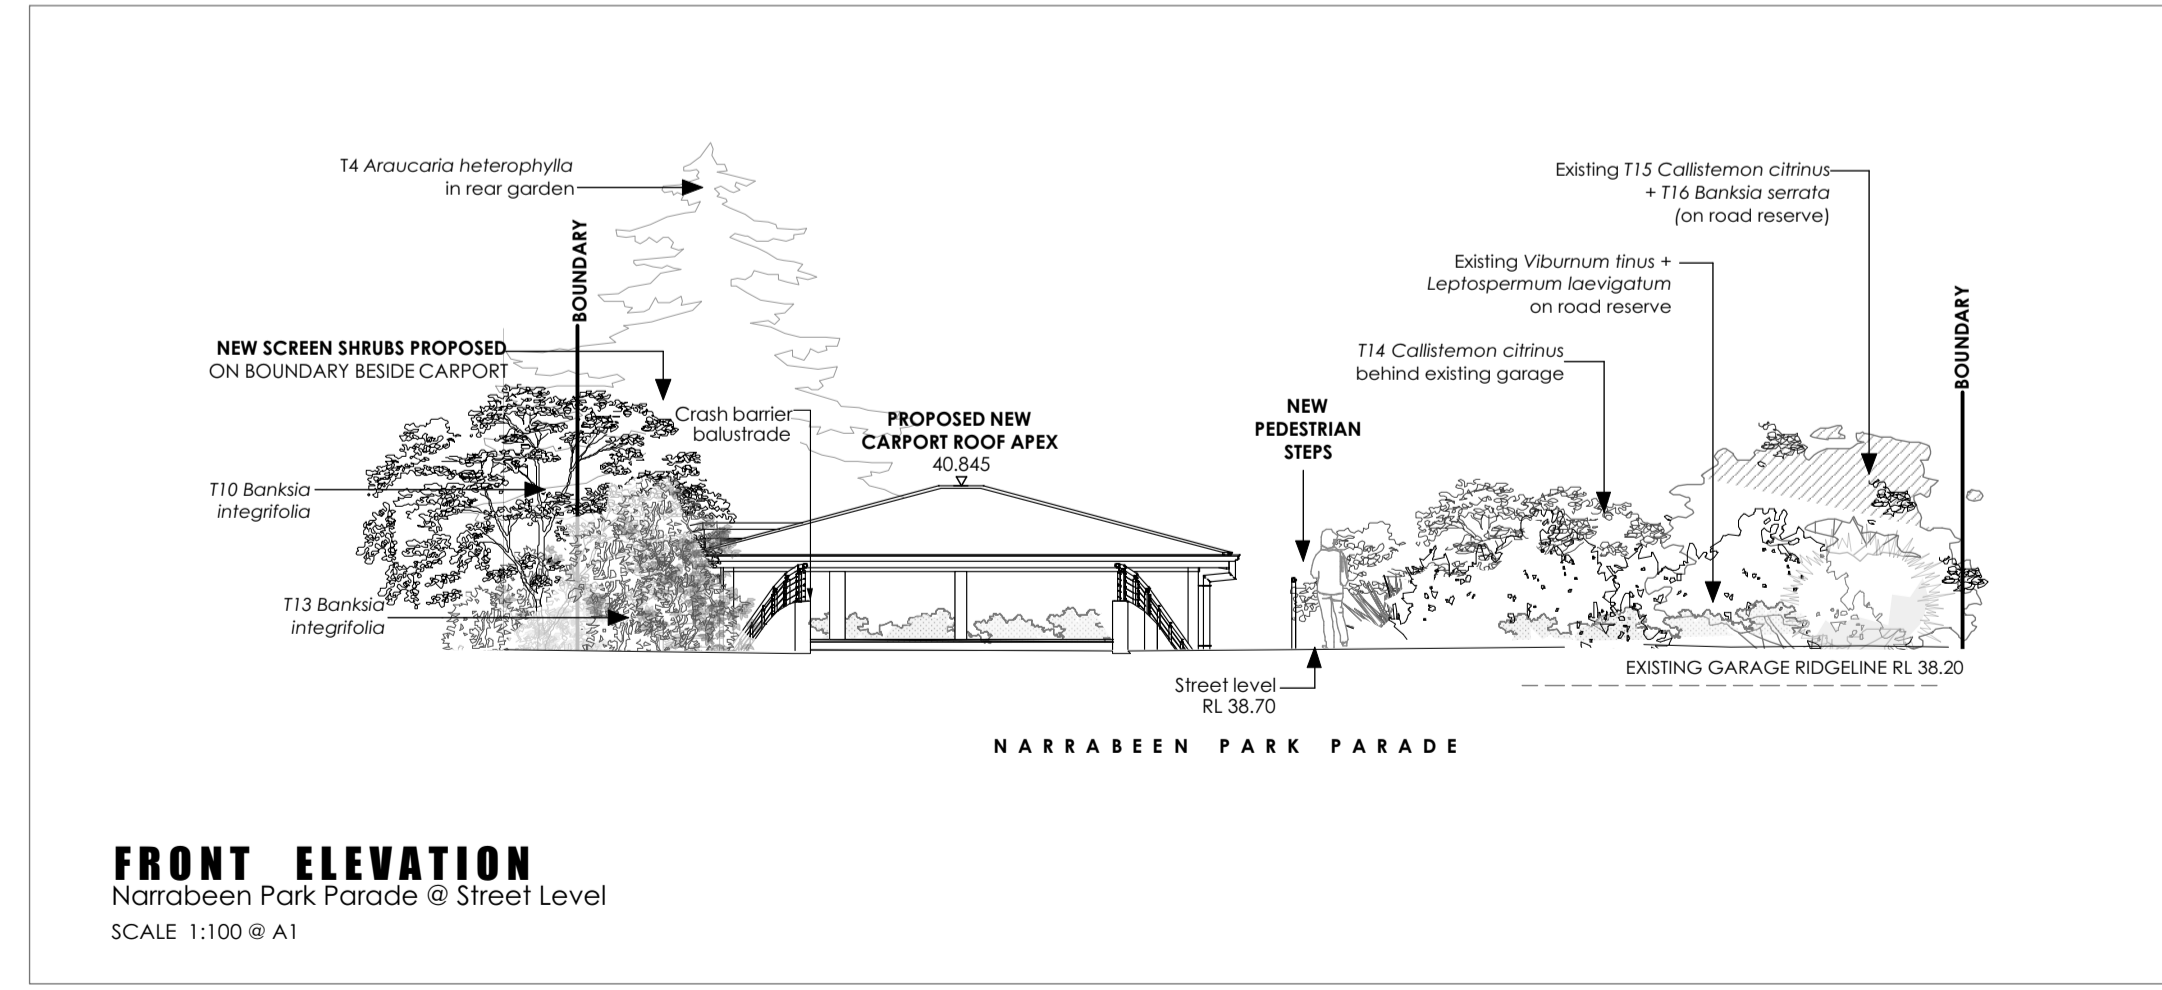 T4 Araucaria heterophylla
in rear garden
BOUNDARY
NEW SCREEN SHRUBS PROPOSED
ON BOUNDARY BESIDE CARPORT
Crash barrier
balustrade
PROPOSED NEW
CARPORT ROOF APEX
40.845
T10 Banksia
integrifolia
T13 Banksia
integrifolia
NEW
PEDESTRIAN
STEPS
Existing T15 Callistemon citrinus
+ T16 Banksia serrata
(on road reserve)
Existing Viburnum tinus +
Leptospermum laevigatum
on road reserve
T14 Callistemon citrinus
behind existing garage
BOUNDARY
EXISTING GARAGE RIDGELINE RL 38.20
Street level
RL 38.70
NARRABEEN PARK PARADE
FRONT ELEVATION
Narrabeen Park Parade @ Street Level
SCALE 1:100 @ A1